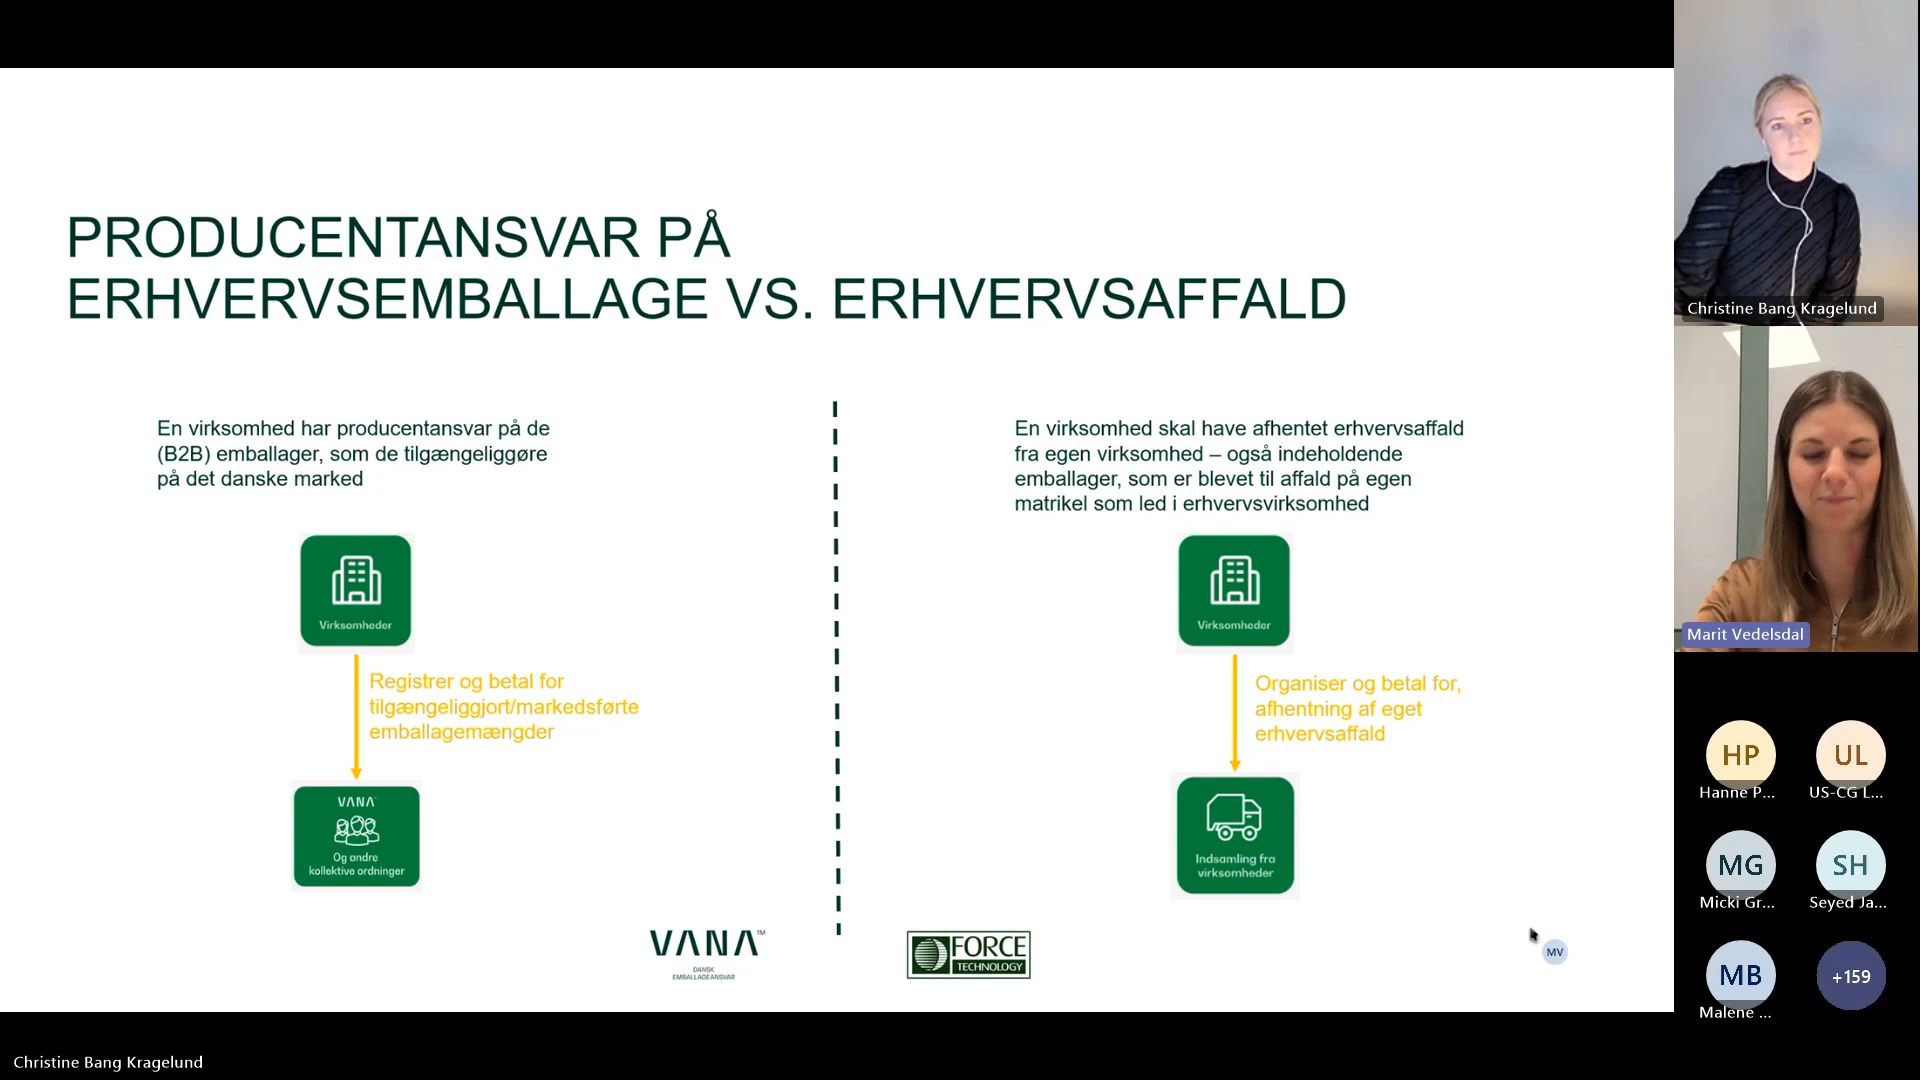 PRODUCENTANSVAR PÅ
ERHVERVSEMBALLAGE VS. ERHVERVSAFFALD
En virksomhed har producentansvar på de
(B2B) emballager, som de tilgængeliggøre
på det danske marked
Virksomheder
Registrer og betal for
tilgængeliggjort/markedsførte
emballagemængder
VANA
Og andre
kollektive ordninger
En virksomhed skal have afhentet erhvervsaffald
fra egen virksomhed – også indeholdende
emballager, som er blevet til affald på egen
matrikel som led i erhvervsvirksomhed
Virksomheder
Organiser og betal for,
afhentning af eget
erhvervsaffald
Indsamling fra
virksomheder
VANA™
DANSK
EMBALLAGEANSVAR
FORCE
TECHNOLOGY
MV
Christine Bang Kragelund
Marit Vedelsdal
HP
Hanne P...
UL
US-CG L...
MG
Micki Gr...
SH
Seyed Ja...
MB
Malene ...
+159
Christine Bang Kragelund